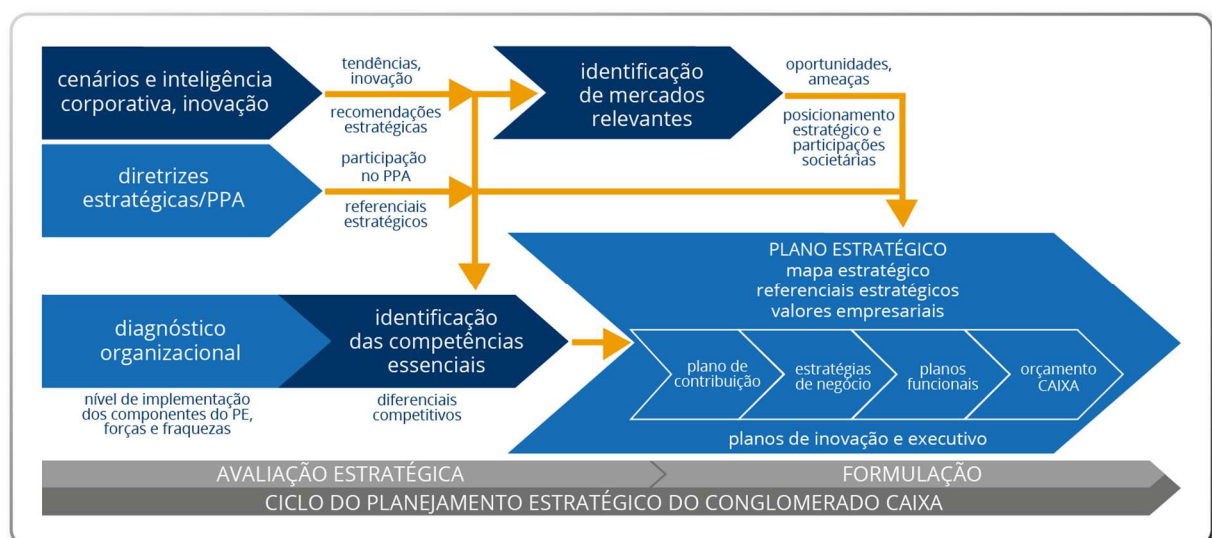 cenários e inteligência
corporativa, inovação
tendências,
inovação
recomendações
estratégicas
identificação
de mercados
relevantes
oportunidades,
ameaças
posicionamento
estratégico e
participações
societárias
diretrizes
estratégicas/PPA
participação
no PPA
referenciais
estratégicos
diagnóstico
organizacional
nível de implementação
dos componentes do PE,
forças e fraquezas
identificação
das competências
essenciais
diferenciais
competitivos
PLANO ESTRATÉGICO
mapa estratégico
referenciais estratégicos
valores empresariais
plano de
contribuição
estratégias
de negócio
planos
funcionais
orçamento
CAIXA
planos de inovação e executivo
AVALIAÇÃO ESTRATÉGICA
FORMULAÇÃO
CICLO DO PLANEJAMENTO ESTRATÉGICO DO CONGLOMERADO CAIXA